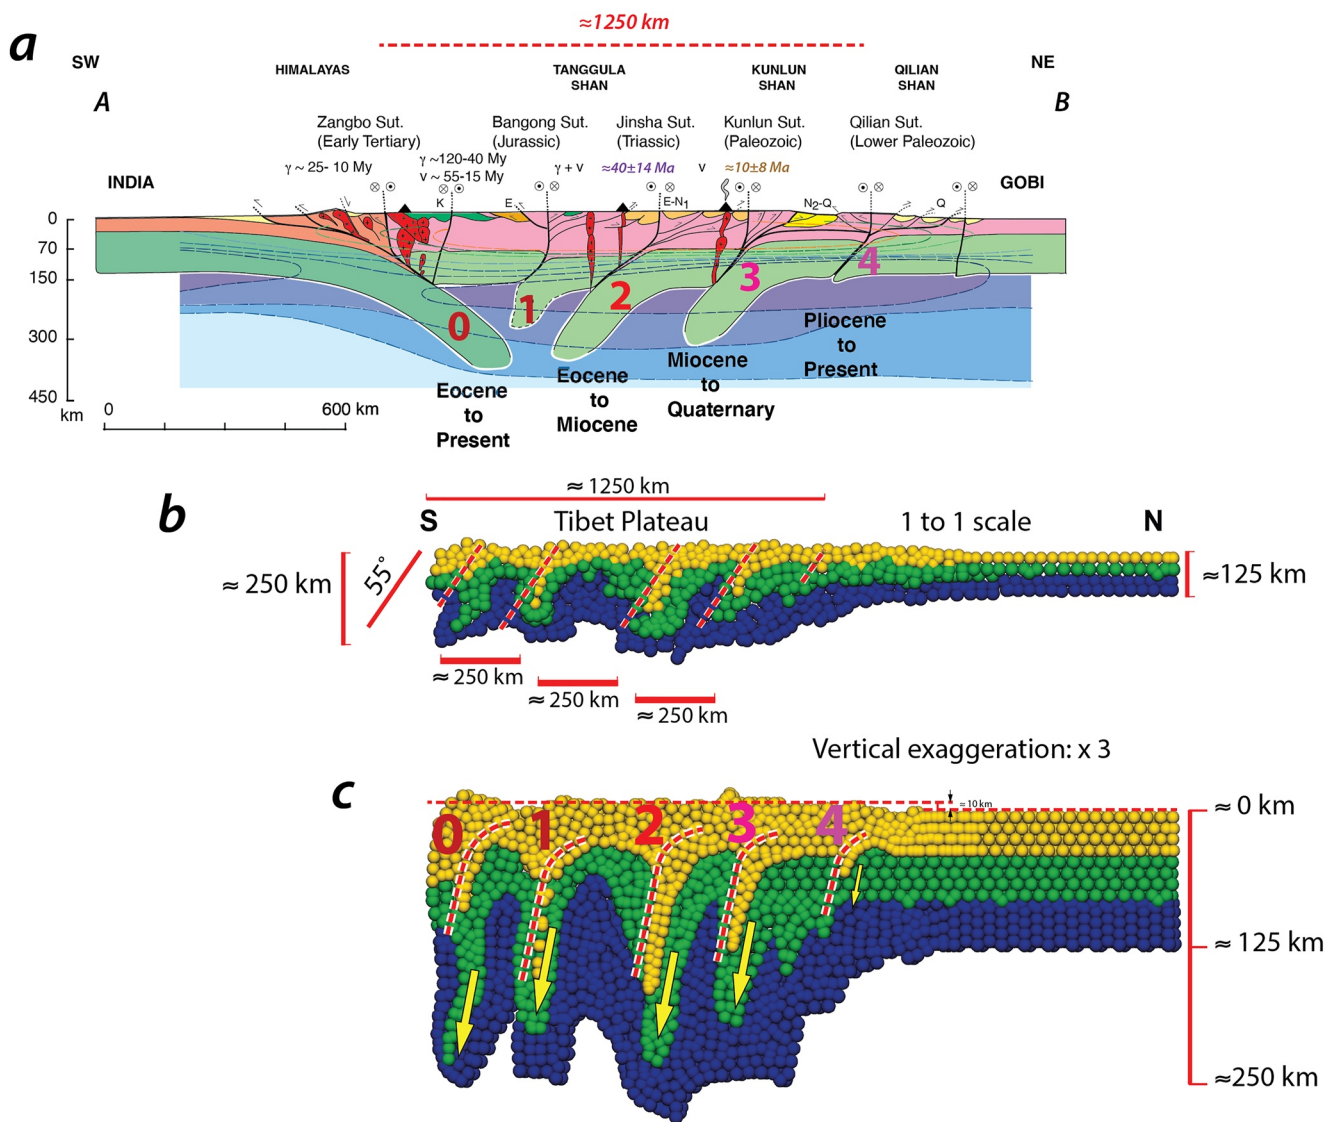 a
≈1250 km
SW
HIMALAYAS
TANGGULA
SHAN
KUNLUN
SHAN
QILIAN
SHAN
NE
A
B
Zangbo Sut.
(Early Tertiary)
Bangong Sut.
(Jurassic)
Jinsha Sut.
(Triassic)
Kunlun Sut.
(Paleozoic)
Qilian Sut.
(Lower Paleozoic)
γ ~ 25- 10 My
γ ~120-40 My
v ~ 55-15 My
γ + v
≈40±14 Ma
v
≈10±8 Ma
INDIA
GOBI
K
E
E-N1
N2-Q
Q
0
70
150
300
450
km
0
600 km
0
1
2
3
4
Eocene
to
Present
Eocene
to
Miocene
Miocene
to
Quaternary
Pliocene
to
Present
b
≈ 1250 km
S
Tibet Plateau
1 to 1 scale
N
≈ 250 km
55°
≈125 km
≈ 250 km
≈ 250 km
≈ 250 km
Vertical exaggeration: x 3
c
≈ 10 km
≈ 0 km
0
1
2
3
4
≈ 125 km
≈250 km